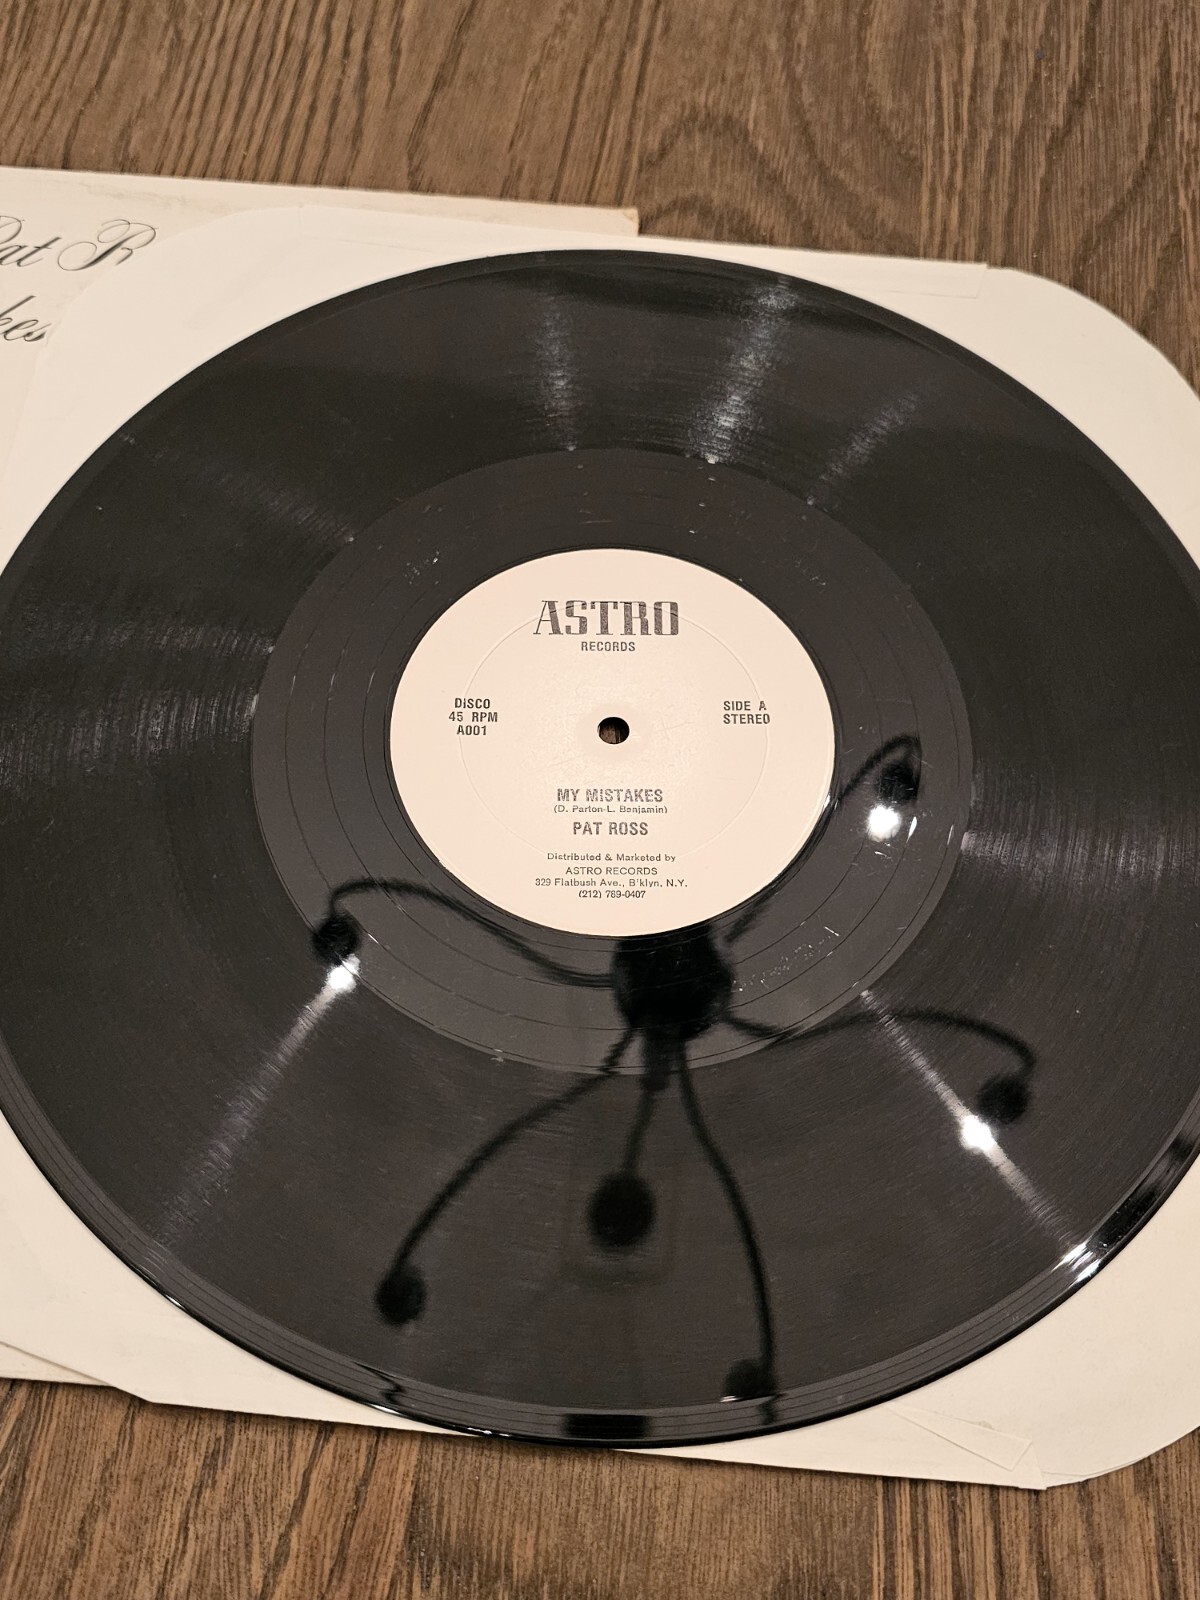 Pat R
kes
ASTRO
RECORDS
DISCO
45 RPM
A001
SIDE A
STEREO
MY MISTAKES
(D. Parton-L. Benjamin)
PAT ROSS
Distributed & Marketed by
ASTRO RECORDS
329 Flatbush Ave., B'klyn, N.Y.
(212) 789-0407